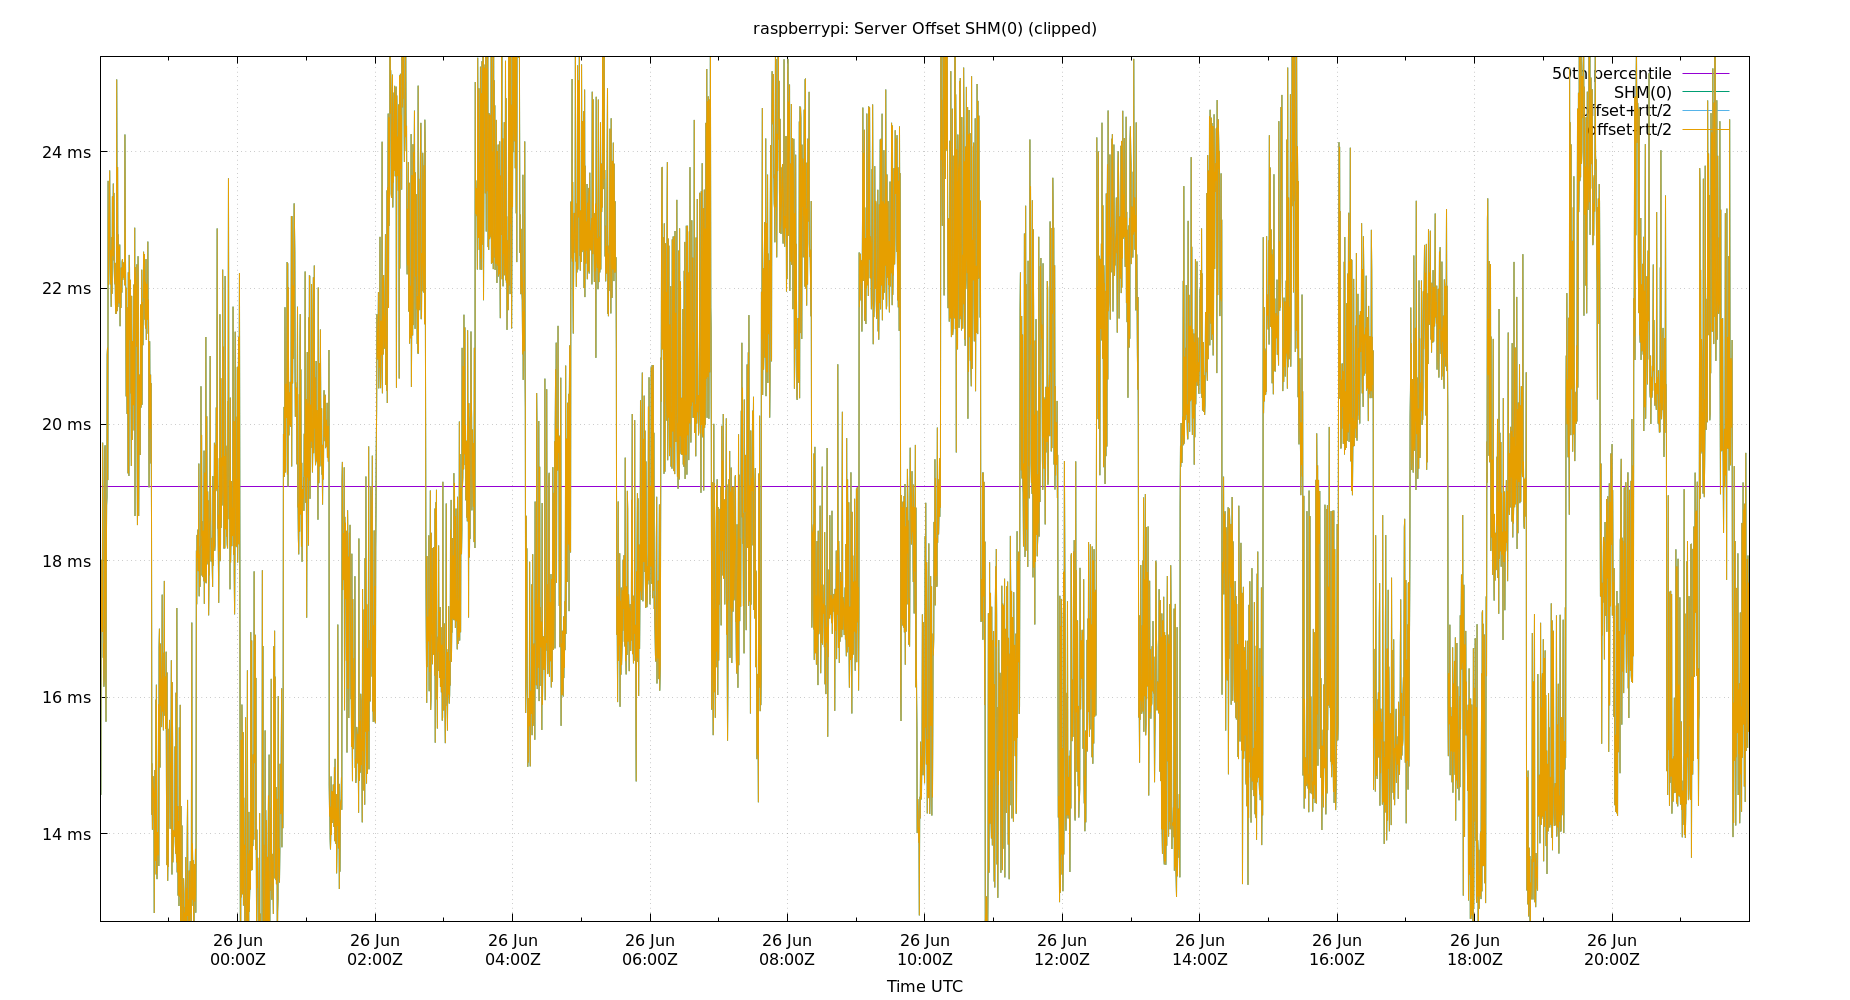 raspberrypi: Server Offset SHM(0) (clipped)
50th percentile
SHM(0)
offset+rtt/2
offset-rtt/2
24 ms
22 ms
20 ms
18 ms
16 ms
14 ms
26 Jun 26 Jun 26 Jun 26 Jun 26 Jun 26 Jun 26 Jun 26 Jun 26 Jun 26 Jun 26 Jun
00:00Z 02:00Z 04:00Z 06:00Z 08:00Z 10:00Z 12:00Z 14:00Z 16:00Z 18:00Z 20:00Z
Time UTC